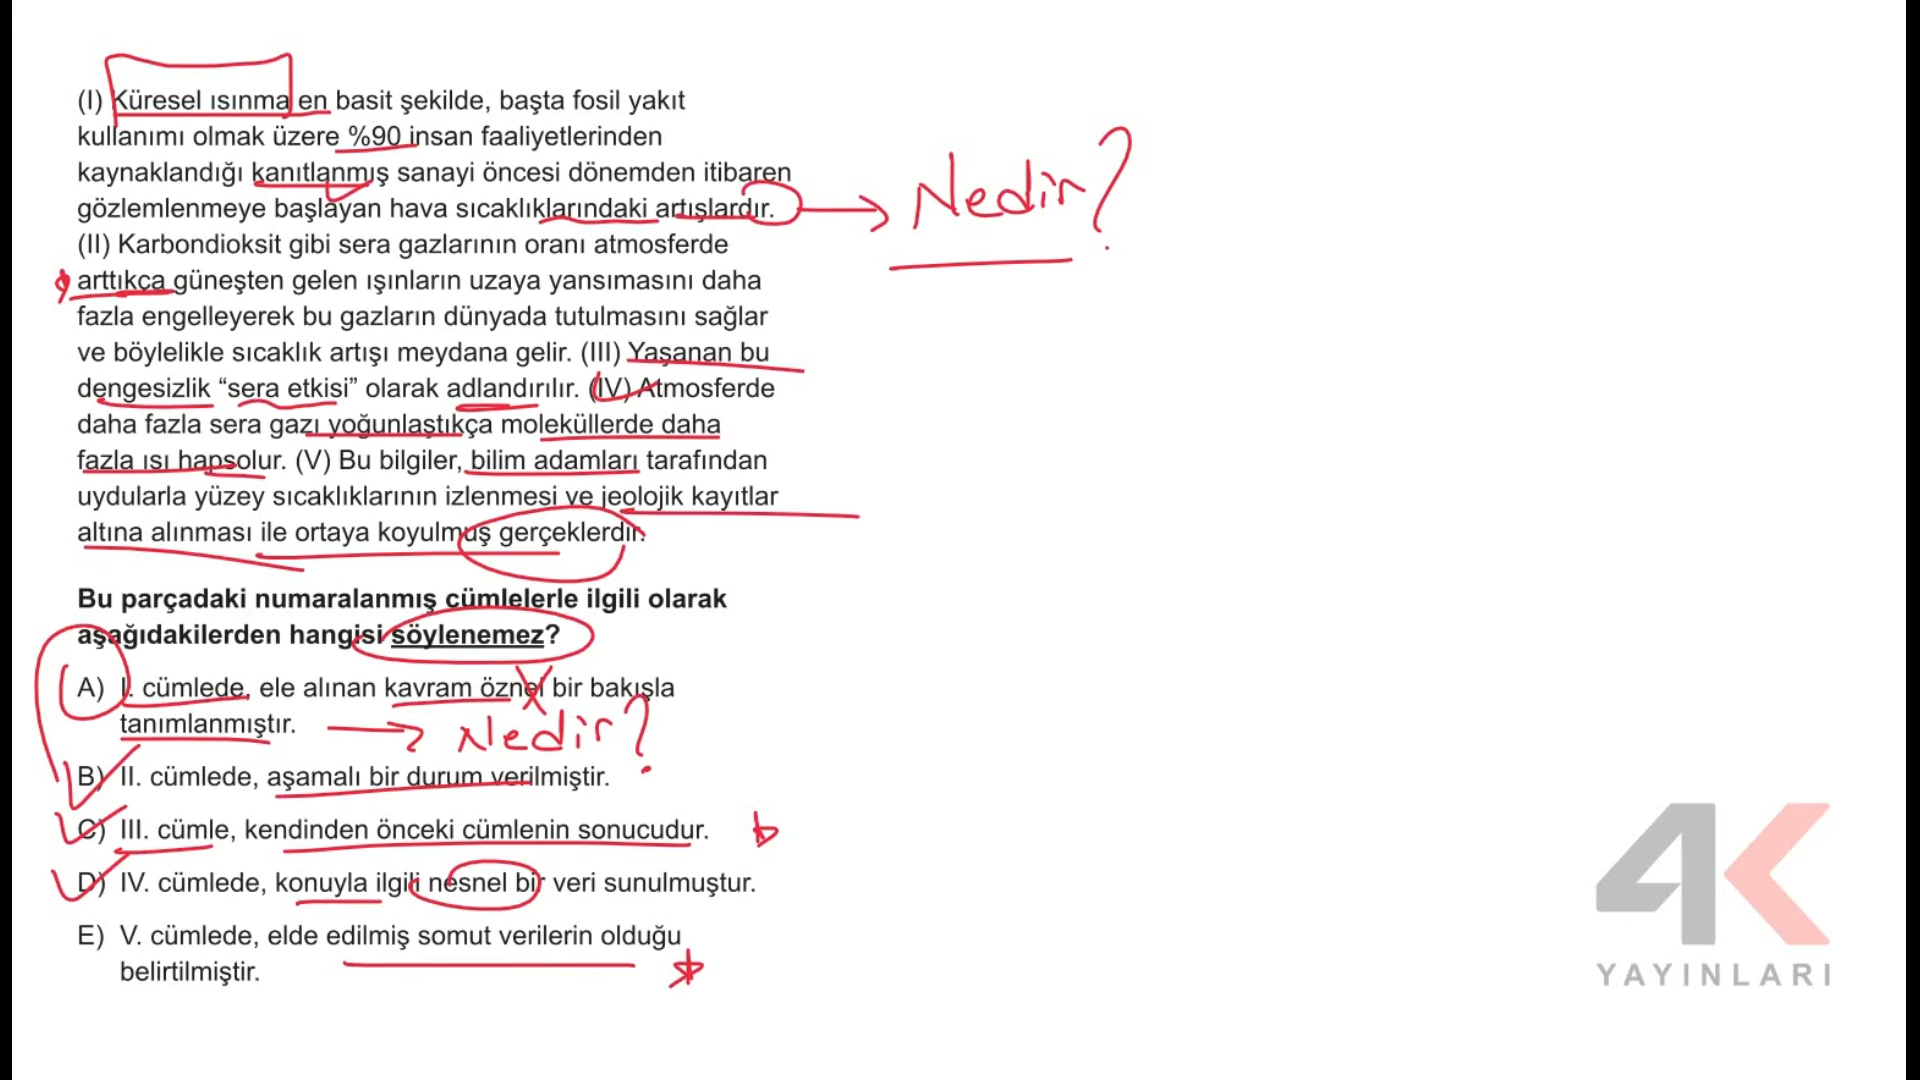 (I) Küresel ısınma en basit şekilde, başta fosil yakıt
kullanımı olmak üzere %90 insan faaliyetlerinden
kaynaklandığı kanıtlanmış sanayi öncesi dönemden itibaren
gözlemlenmeye başlayan hava sıcaklıklarındaki artışlardır.
Nedir?
(II) Karbondioksit gibi sera gazlarının oranı atmosferde
arttıkça güneşten gelen ışınların uzaya yansımasını daha
fazla engelleyerek bu gazların dünyada tutulmasını sağlar
ve böylelikle sıcaklık artışı meydana gelir. (III) Yaşanan bu
dengesizlik “sera etkisi” olarak adlandırılır. (IV) Atmosferde
daha fazla sera gazı yoğunlaştıkça moleküllerde daha
fazla ısı hapsolur. (V) Bu bilgiler, bilim adamları tarafından
uydularla yüzey sıcaklıklarının izlenmesi ve jeolojik kayıtlar
altına alınması ile ortaya koyulmuş gerçeklerdir.
Bu parçadaki numaralanmış cümlelerle ilgili olarak
aşağıdakilerden hangisi söylenemez?
A) I. cümlede, ele alınan kavram öznel bir bakışla
tanımlanmıştır.
Nedir?
B) II. cümlede, aşamalı bir durum verilmiştir.
C) III. cümle, kendinden önceki cümlenin sonucudur.
D) IV. cümlede, konuyla ilgili nesnel bir veri sunulmuştur.
E) V. cümlede, elde edilmiş somut verilerin olduğu
belirtilmiştir.
4K
YAYINLARI